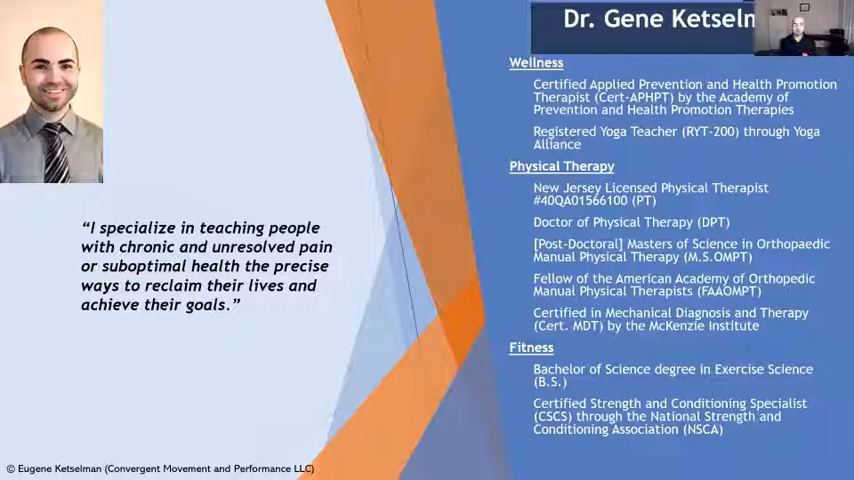 Dr. Gene
Wellness
Certified Applied Prevention and Health Promotion
Therapist (Cert-APHPT) by the Academy of
Prevention and Health Promotion Therapies
Registered Yoga Teacher (RYT-200) through Yoga
Alliance
Physical Therapy
New Jersey Licensed Physical Therapist
#40QA01566100 (PT)
Doctor of Physical Therapy (DPT)
[Post-Doctoral] Masters of Science in Orthopaedic
Manual Physical Therapy (M.S.OMPT)
Fellow of the American Academy of Orthopedic
Manual Physical Therapists (FAAOMPT)
Certified in Mechanical Diagnosis and Therapy
(Cert. MDT) by the McKenzie Institute
Fitness
Bachelor of Science degree in Exercise Science
(B.S.)
Certified Strength and Conditioning Specialist
(CSCS) through the National Strength and
Conditioning Association (NSCA)
“I specialize in teaching people
with chronic and unresolved pain
or suboptimal health the precise
ways to reclaim their lives and
achieve their goals.”
© Eugene Ketselman (Convergent Movement and Performance LLC)